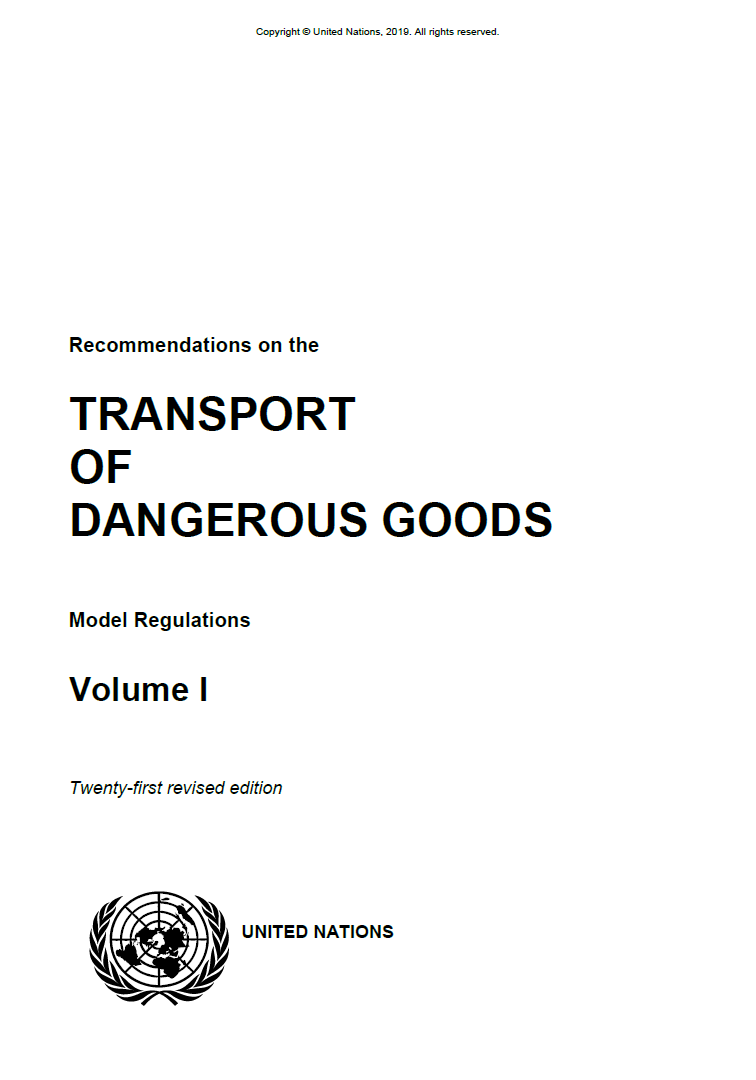 Copyright © United Nations, 2019. All rights reserved.
Recommendations on the
TRANSPORT
OF
DANGEROUS GOODS
Model Regulations
Volume I
Twenty-first revised edition
UNITED NATIONS